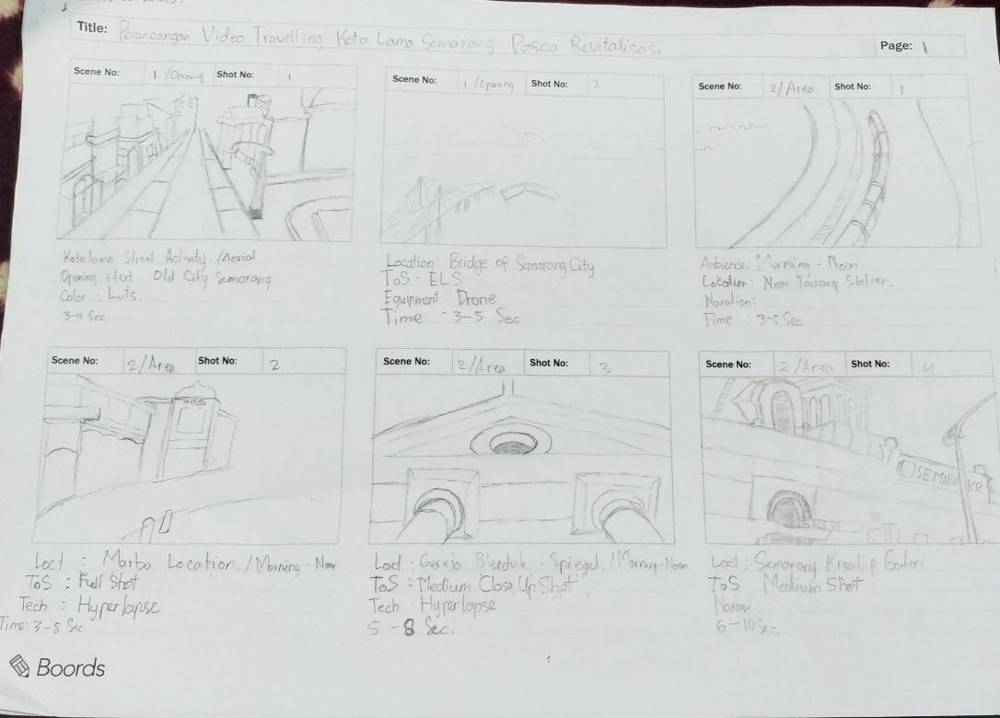 Title: Perancangan Video Travelling Kota Lama Semarang Pasca Revitalisasi
Page: 1
Scene No: 1/Opening Shot No: 1
Scene No: 1/Opening Shot No: 2
Scene No: 2/Area Shot No: 1
Kota lama Street Activity. /Aerial
Opening text Old City Semarang
Color : Luts.
Sec
Location: Bridge of Semarang City
ToS - ELS
Equipment : Drone
Time - 3-5 Sec
Ambience: Morning - Noon.
Location: Near Tawang Station.
Naration:
Time : Sec
Scene No: 2/Area Shot No: 2
Scene No: 2/Area Shot No: 3
Scene No: 2/Area Shot No: 4
MARBA
SEMARA
KR
Loct : Marba Location. /Morning - Noon
ToS : Full Shot
Tech : Hyperlapse
Time: 3-5 Sec
Loct : Gereja Blenduk - Spiegel. /Morning-Noon
ToS : Medium Close Up Shot
Tech : Hyperlapse
5 -8 Sec.
Loct : Semarang Kreatif Galeri
ToS Medium Shot
Narasi :
6-10 Sec
Boords